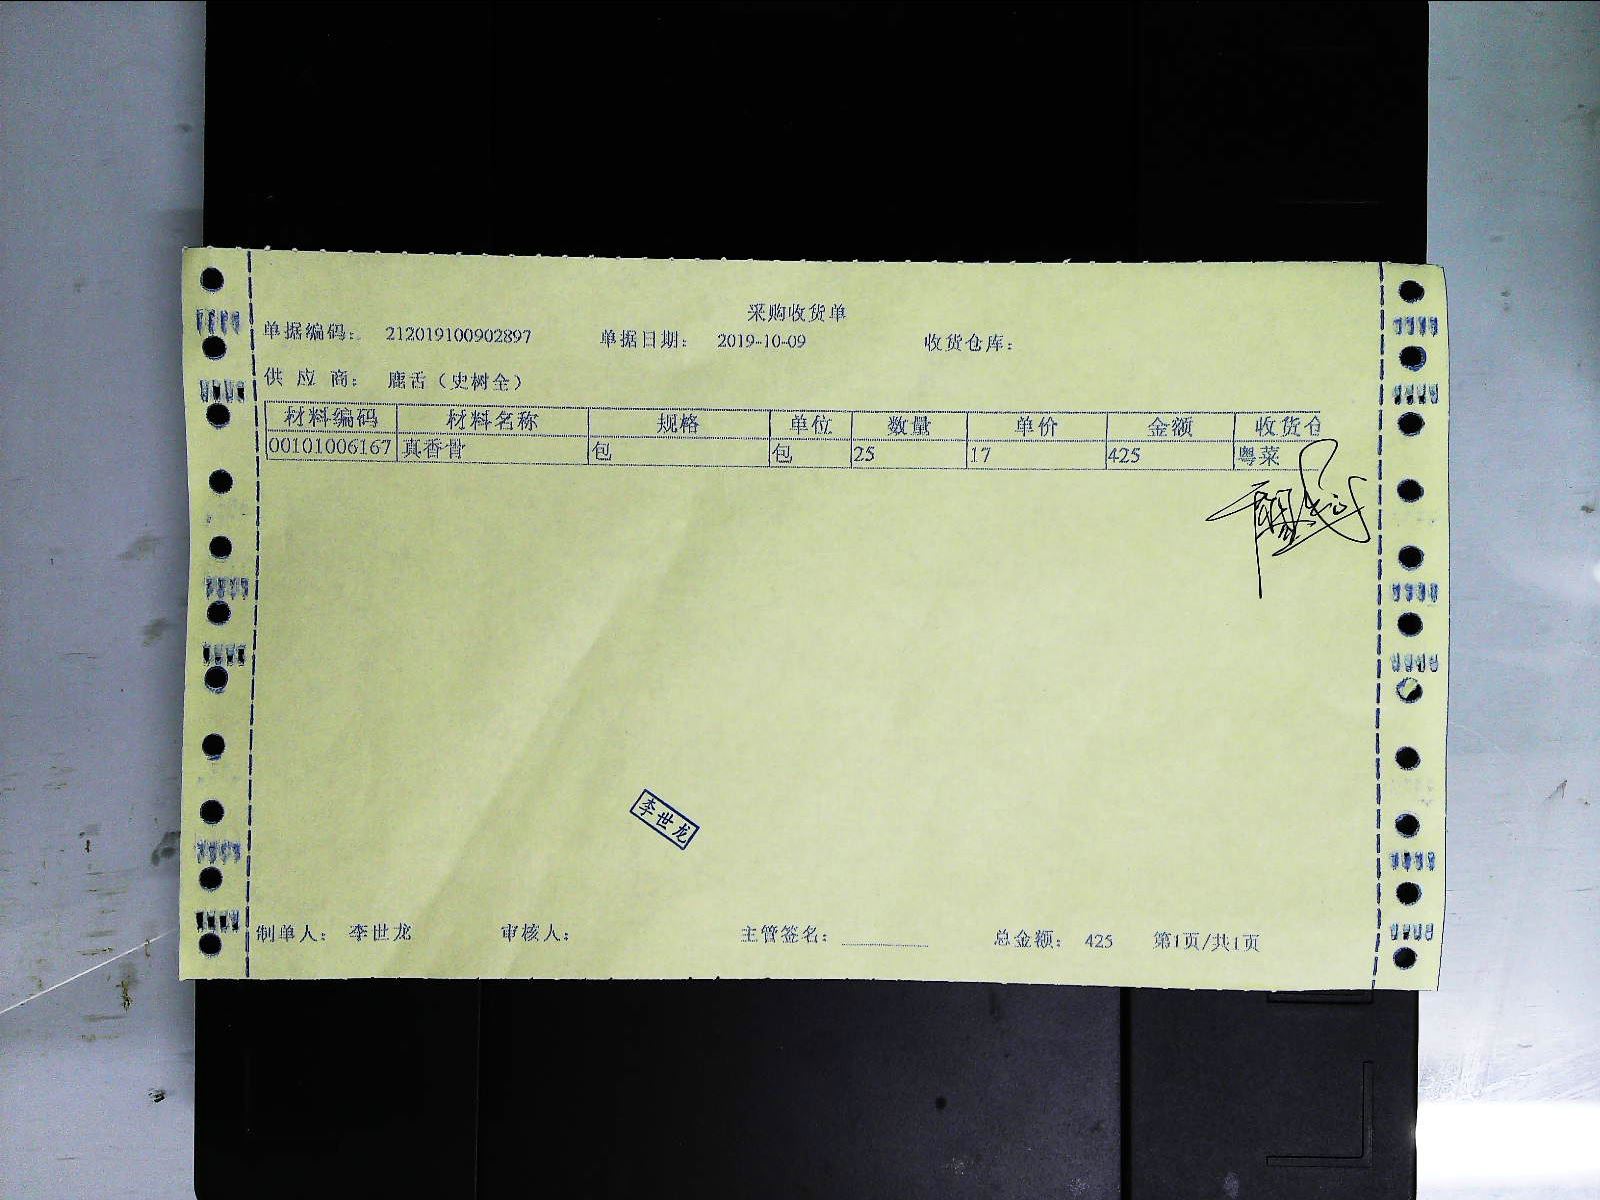 采购收货单
单据编码: 212019100902897 单据日期: 2019-10-09 收货仓库:
供 应 商: 鹿舌（史树全）
材料编码 材料名称 规格 单位 数量 单价 金额 收货仓
00101006167 真香骨 包 包 25 17 425 粤菜
李世龙
制单人: 李世龙 审核人: 主管签名: 总金额: 425 第1页/共1页